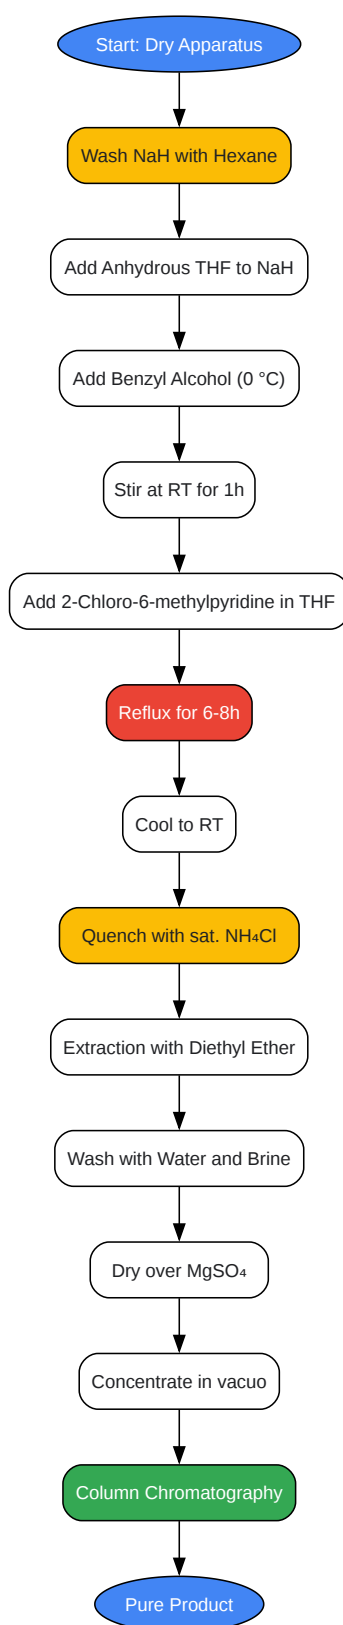 Start: Dry Apparatus
Wash NaH with Hexane
Add Anhydrous THF to NaH
Add Benzyl Alcohol (0 °C)
Stir at RT for 1h
Add 2-Chloro-6-methylpyridine in THF
Reflux for 6-8h
Cool to RT
Quench with sat. NH₄Cl
Extraction with Diethyl Ether
Wash with Water and Brine
Dry over MgSO₄
Concentrate in vacuo
Column Chromatography
Pure Product